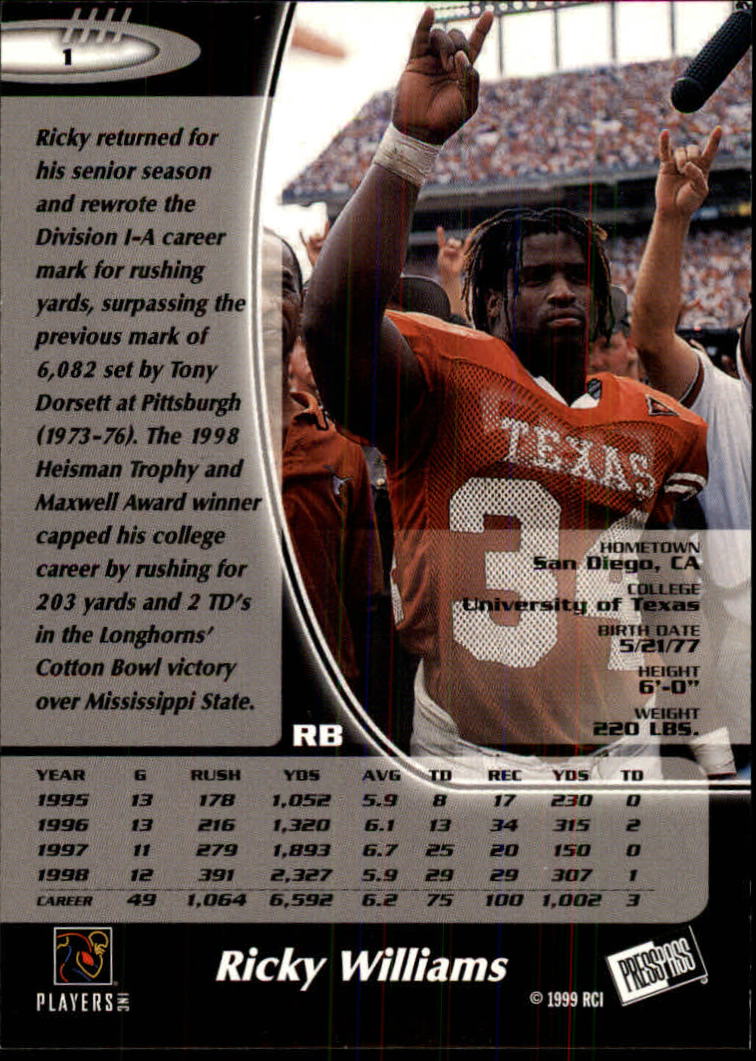 1
Ricky returned for
his senior season
and rewrote the
Division I-A career
mark for rushing
yards, surpassing the
previous mark of
6,082 set by Tony
Dorsett at Pittsburgh
(1973-76). The 1998
Heisman Trophy and
Maxwell Award winner
capped his college
career by rushing for
203 yards and 2 TD's
in the Longhorns'
Cotton Bowl victory
over Mississippi State.
TEXAS
34
HOMETOWN
San Diego, CA
COLLEGE
University of Texas
BIRTH DATE
5/21/77
HEIGHT
6'-0"
WEIGHT
220 LBS.
RB
YEAR G RUSH YDS AVG TD REC YDS TD
1995 13 178 1,052 5.9 8 17 230 0
1996 13 216 1,320 6.1 13 34 315 2
1997 11 279 1,893 6.7 25 20 150 0
1998 12 391 2,327 5.9 29 29 307 1
CAREER 49 1,064 6,592 6.2 75 100 1,002 3
Ricky Williams
PLAYERS INC
© 1999 RCI
PRESS PASS